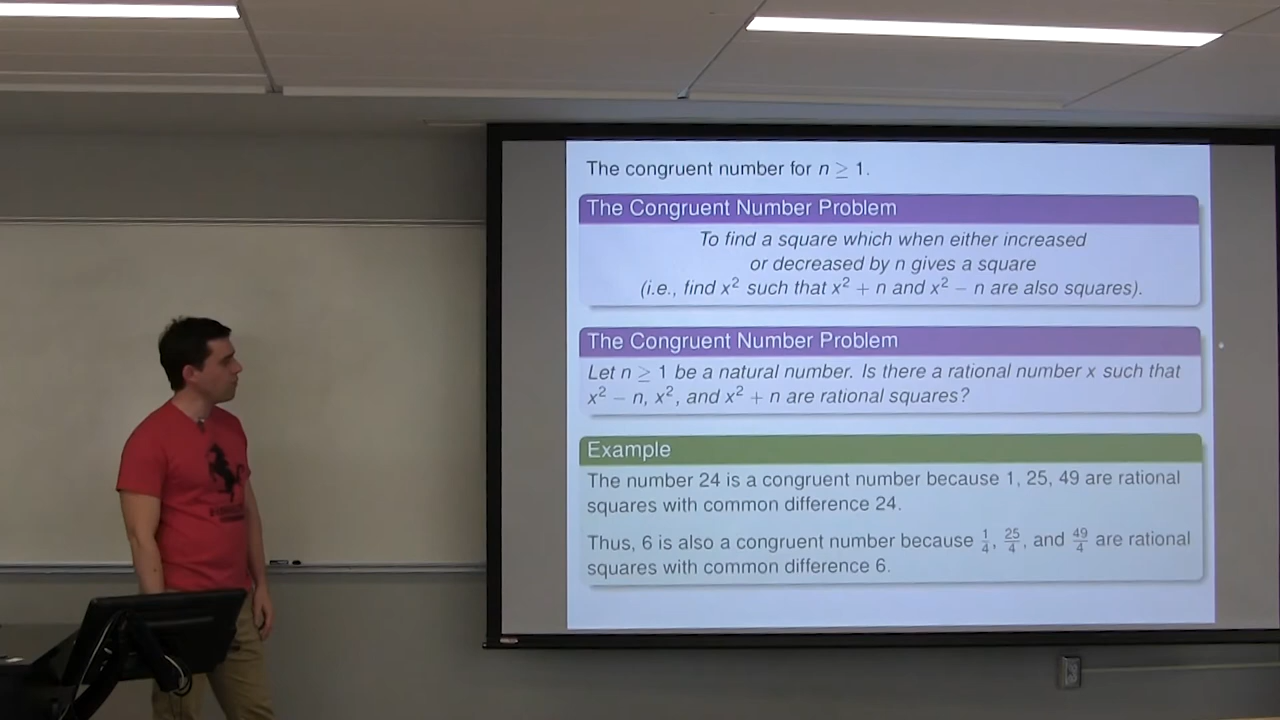 The congruent number for n ≥ 1.
The Congruent Number Problem
To find a square which when either increased
or decreased by n gives a square
(i.e., find x² such that x² + n and x² − n are also squares).
The Congruent Number Problem
Let n ≥ 1 be a natural number. Is there a rational number x such that
x² − n, x², and x² + n are rational squares?
Example
The number 24 is a congruent number because 1, 25, 49 are rational
squares with common difference 24.
Thus, 6 is also a congruent number because 1/4, 25/4, and 49/4 are rational
squares with common difference 6.